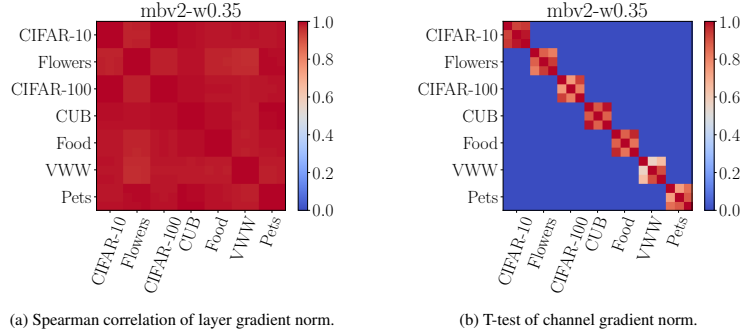 mbv2-w0.35
CIFAR-10
Flowers
CIFAR-100
CUB
Food
VWW
Pets
CIFAR-10
Flowers
CIFAR-100
CUB
Food
VWW
Pets
1.0
0.8
0.6
0.4
0.2
0.0
(a) Spearman correlation of layer gradient norm.
mbv2-w0.35
CIFAR-10
Flowers
CIFAR-100
CUB
Food
VWW
Pets
CIFAR-10
Flowers
CIFAR-100
CUB
Food
VWW
Pets
1.0
0.8
0.6
0.4
0.2
0.0
(b) T-test of channel gradient norm.